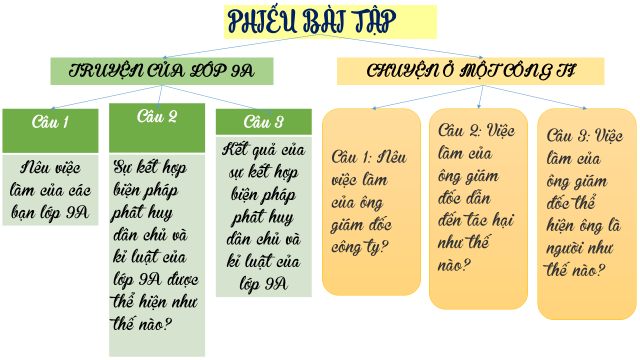 PHIẾU BÀI TẬP
TRUYỆN CỦA LỚP 9A
CHUYỆN Ở MỘT CÔNG TI
Câu 1
Nêu việc
làm của các
bạn lớp 9A
Câu 2
Sự kết hợp
biện pháp
phát huy
dân chủ và
kỉ luật của
lớp 9A được
thể hiện như
thế nào?
Câu 3
Kết quả của
sự kết hợp
biện pháp
phát huy
dân chủ và
kỉ luật của
lớp 9A
Câu 1: Nêu
việc làm
của ông
giám đốc
công ty?
Câu 2: Việc
làm của
ông giám
đốc dẫn
đến tác hại
như thế
nào?
Câu 3: Việc
làm của
ông giám
đốc thể
hiện ông là
người như
thế nào?